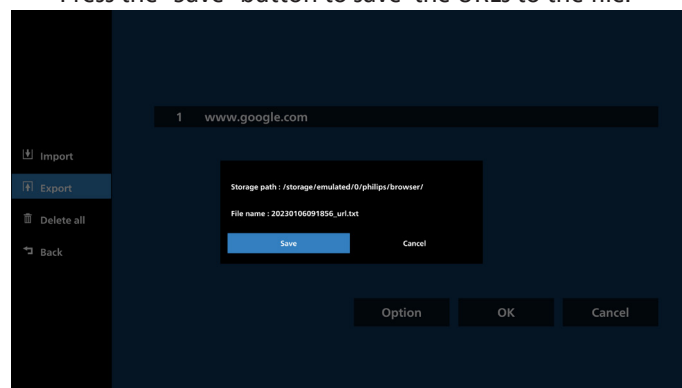 Press the "Save" button to save the URLs to the file.
1 www.google.com
Import
Export
Delete all
Back
Storage path : /storage/emulated/0/philips/browser/
File name : 20230106091856_url.txt
Save
Cancel
Option
OK
Cancel